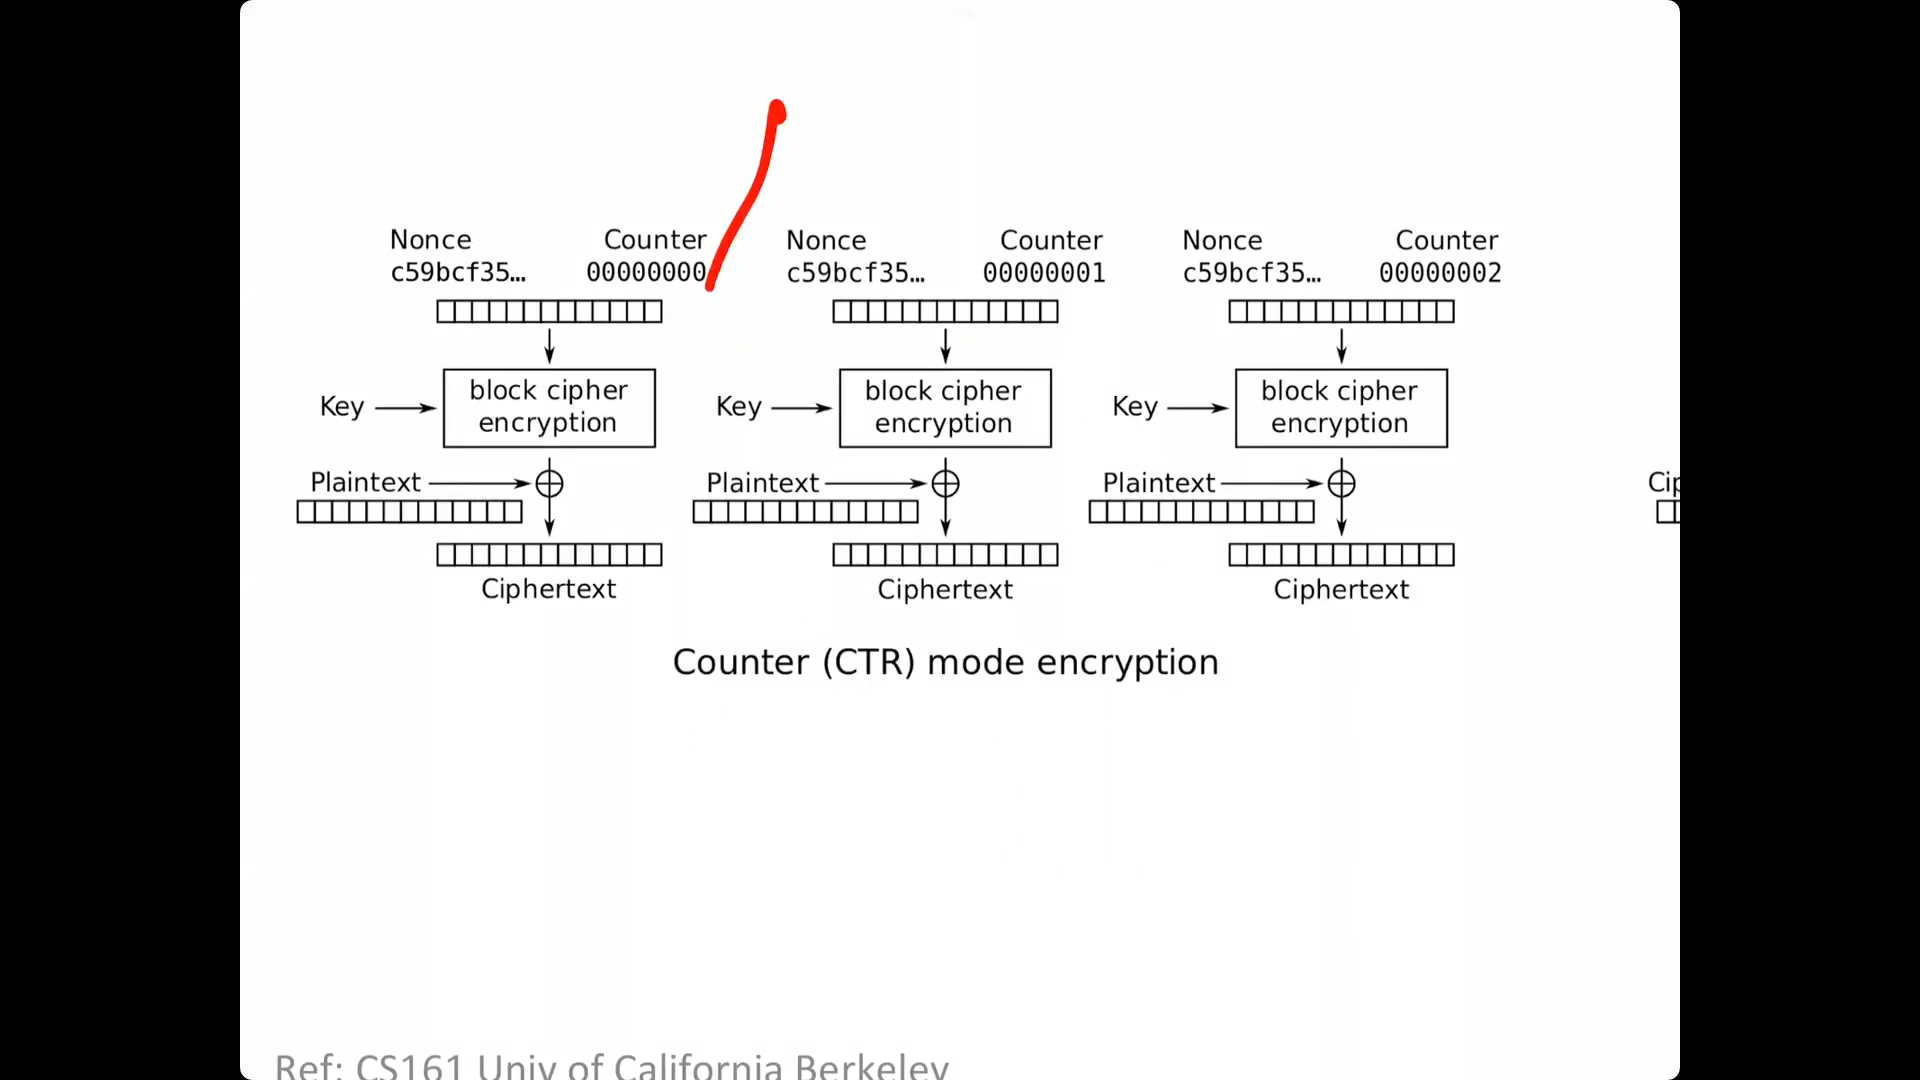 Nonce Counter Nonce Counter Nonce Counter
c59bcf35… 00000000 c59bcf35… 00000001 c59bcf35… 00000002
block cipher block cipher block cipher
Key Key Key
encryption encryption encryption
Plaintext Plaintext Plaintext
Ciphertext Ciphertext Ciphertext
Counter (CTR) mode encryption
Ref: CS161 Univ of California Berkeley